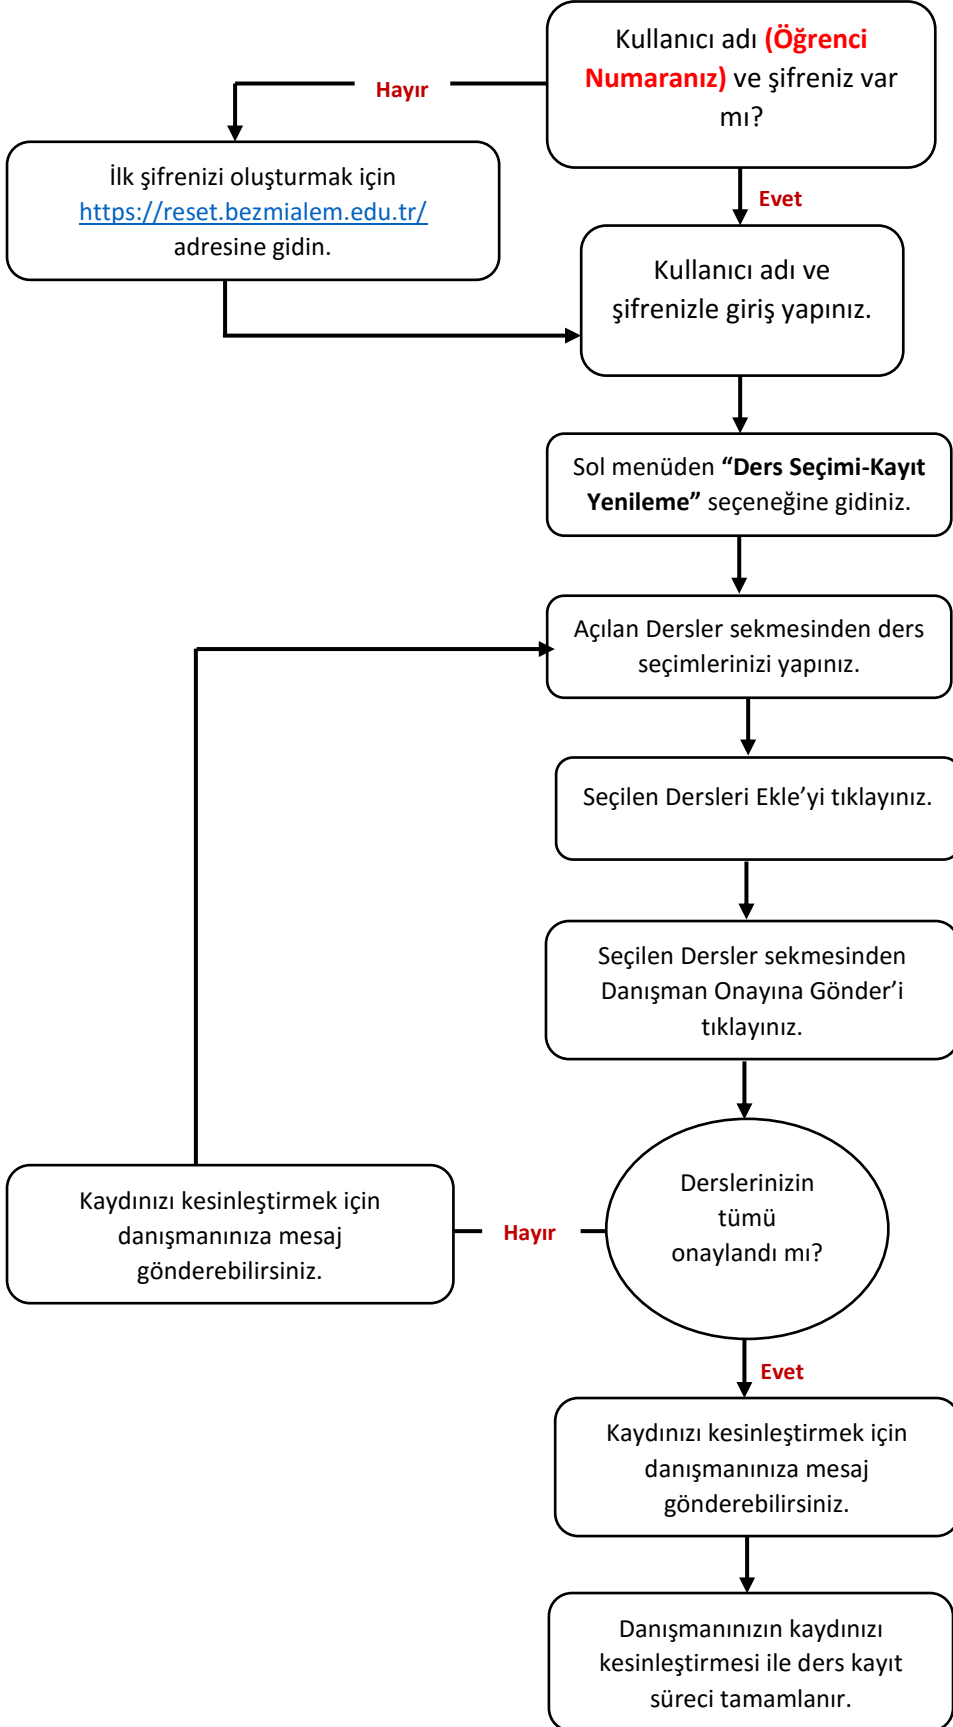 Kullanıcı adı (Öğrenci
Numaranız) ve şifreniz var
mı?
Hayır
İlk şifrenizi oluşturmak için
https://reset.bezmialem.edu.tr/
adresine gidin.
Evet
Kullanıcı adı ve
şifrenizle giriş yapınız.
Sol menüden “Ders Seçimi-Kayıt
Yenileme” seçeneğine gidiniz.
Açılan Dersler sekmesinden ders
seçimlerinizi yapınız.
Seçilen Dersleri Ekle’yi tıklayınız.
Seçilen Dersler sekmesinden
Danışman Onayına Gönder’i
tıklayınız.
Derslerinizin
tümü
onaylandı mı?
Hayır
Kaydınızı kesinleştirmek için
danışmanınıza mesaj
gönderebilirsiniz.
Evet
Kaydınızı kesinleştirmek için
danışmanınıza mesaj
gönderebilirsiniz.
Danışmanınızın kaydınızı
kesinleştirmesi ile ders kayıt
süreci tamamlanır.